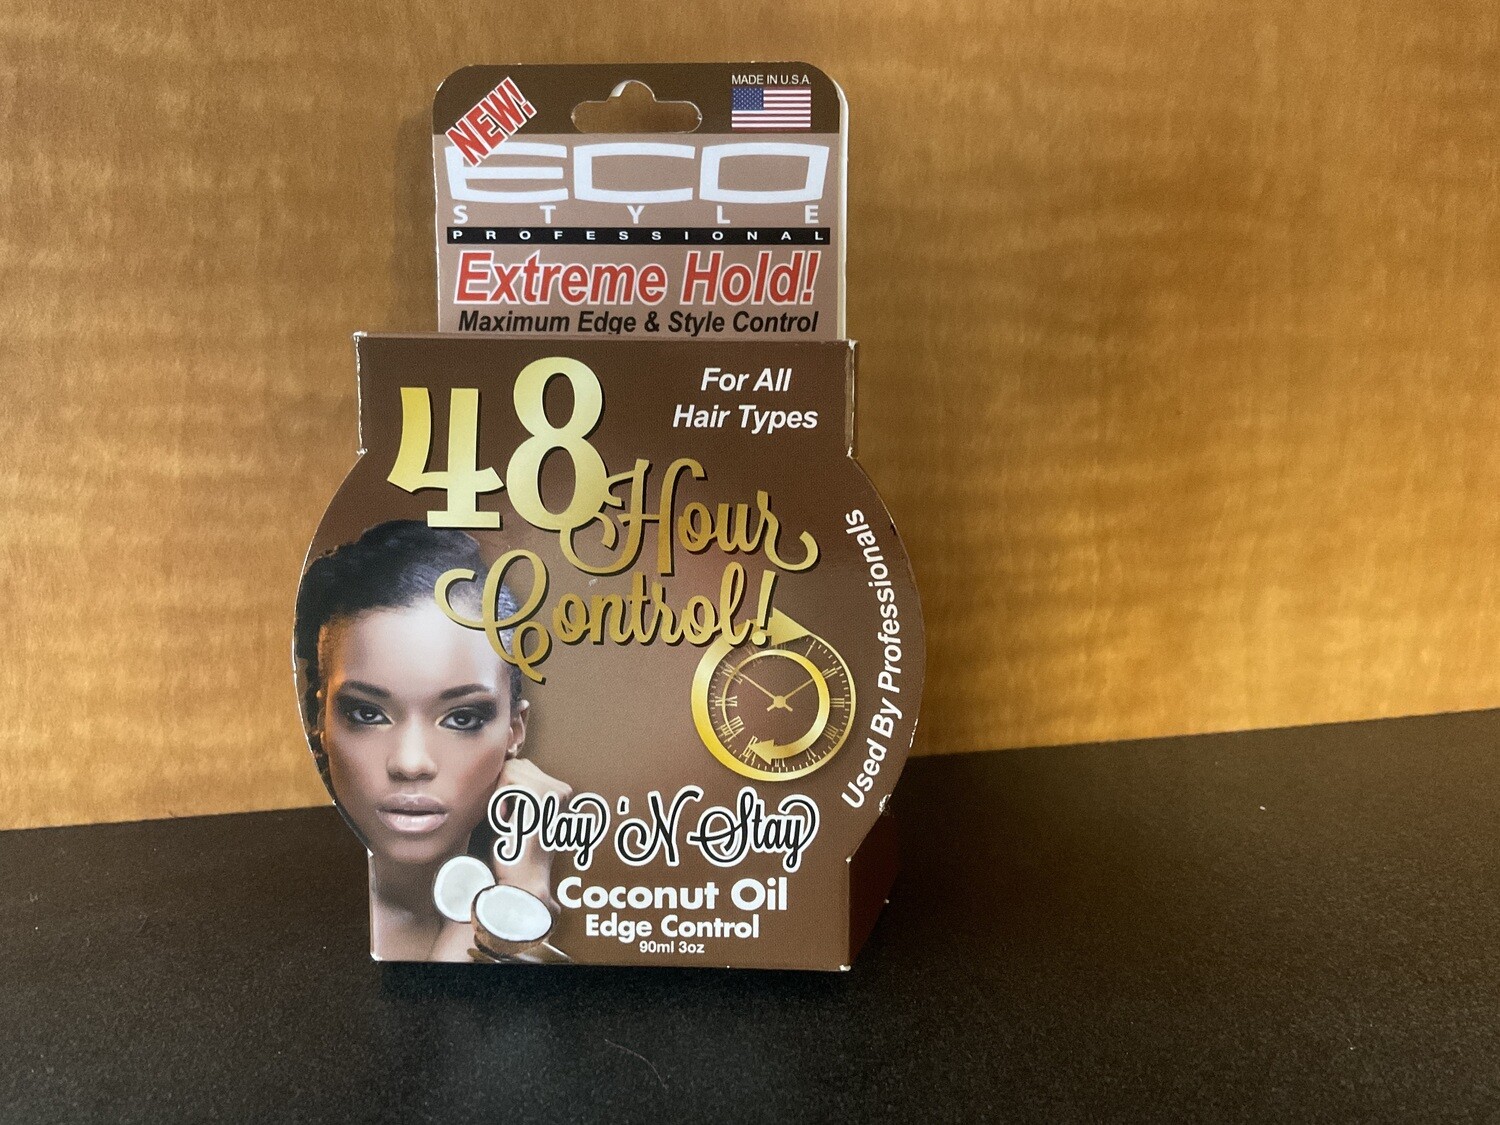 NEW!
MADE IN U.S.A.
ECO
STYLE
PROFESSIONAL
Extreme Hold!
Maximum Edge & Style Control
48
Hour
Control!
For All
Hair Types
Used By Professionals
Play 'N Stay
Coconut Oil
Edge Control
90ml 3oz